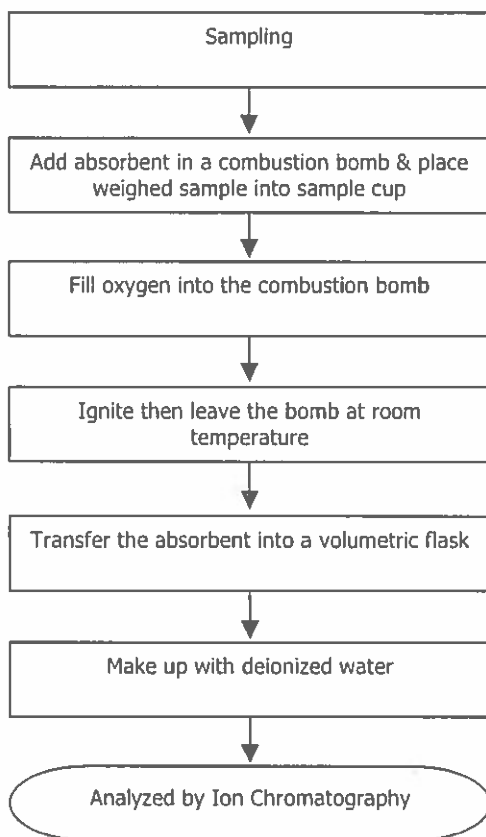 Sampling
Add absorbent in a combustion bomb & place
weighed sample into sample cup
Fill oxygen into the combustion bomb
Ignite then leave the bomb at room
temperature
Transfer the absorbent into a volumetric flask
Make up with deionized water
Analyzed by Ion Chromatography